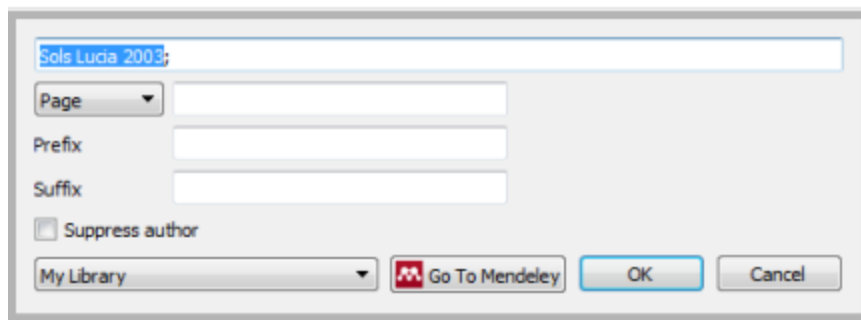 Sols Lucia 2003;
Page
Prefix
Suffix
Suppress author
My Library Go To Mendeley OK Cancel